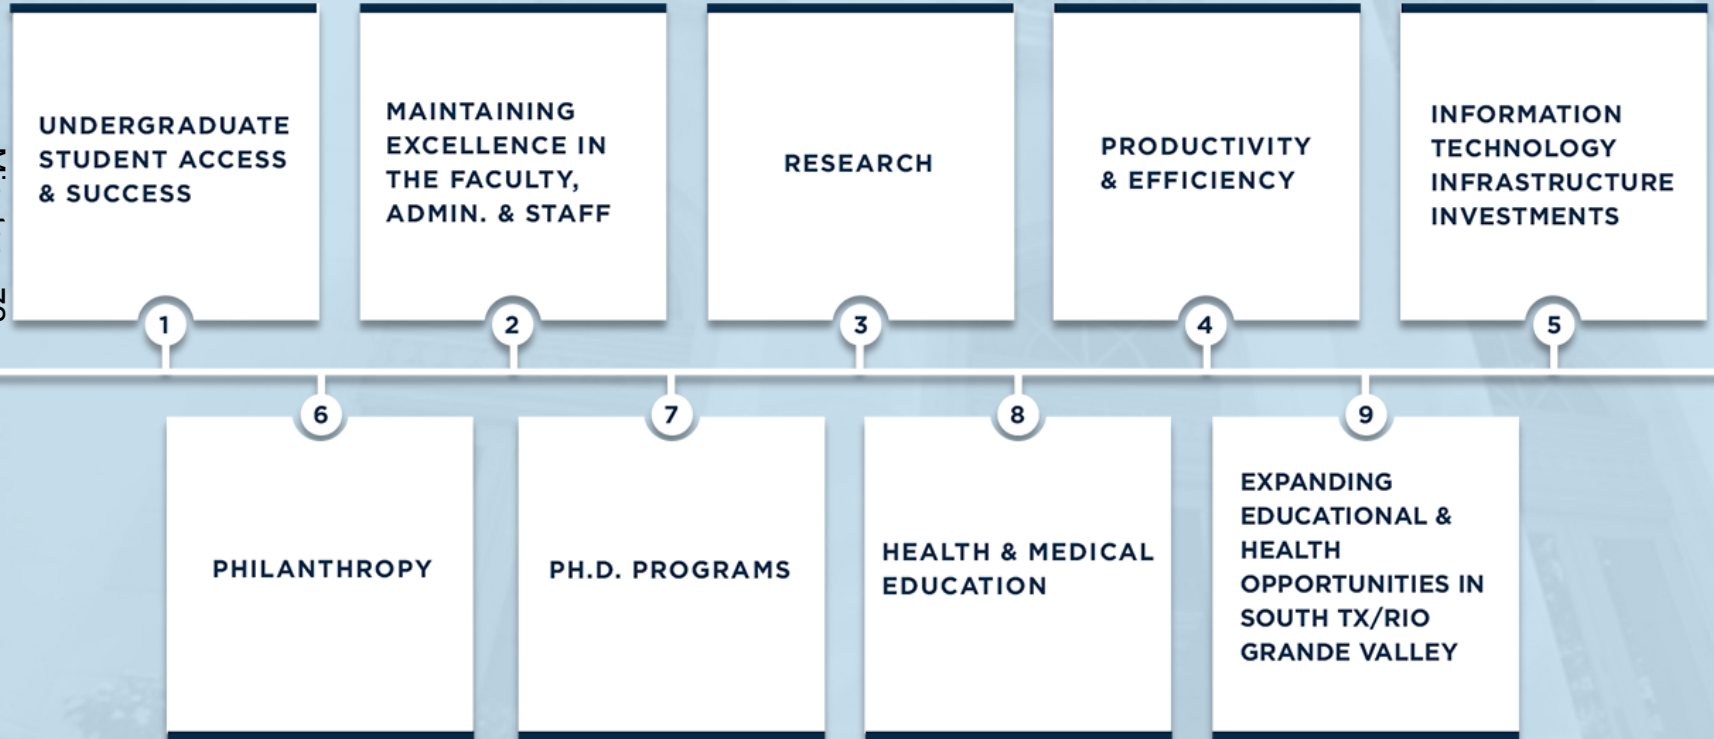 UNDERGRADUATE
STUDENT ACCESS
& SUCCESS
1
MAINTAINING
EXCELLENCE IN
THE FACULTY,
ADMIN. & STAFF
2
RESEARCH
3
PRODUCTIVITY
& EFFICIENCY
4
INFORMATION
TECHNOLOGY
INFRASTRUCTURE
INVESTMENTS
5
6
PHILANTHROPY
7
PH.D. PROGRAMS
8
HEALTH & MEDICAL
EDUCATION
9
EXPANDING
EDUCATIONAL &
HEALTH
OPPORTUNITIES IN
SOUTH TX/RIO
GRANDE VALLEY